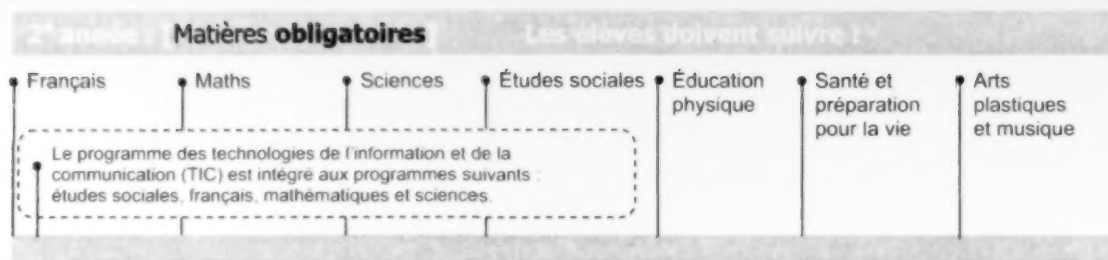 2e année : Matières obligatoires Les élèves doivent suivre :
Français
Maths
Sciences
Études sociales
Éducation
physique
Santé et
préparation
pour la vie
Arts
plastiques
et musique
Le programme des technologies de l'information et de la
communication (TIC) est intégré aux programmes suivants :
études sociales, français, mathématiques et sciences.